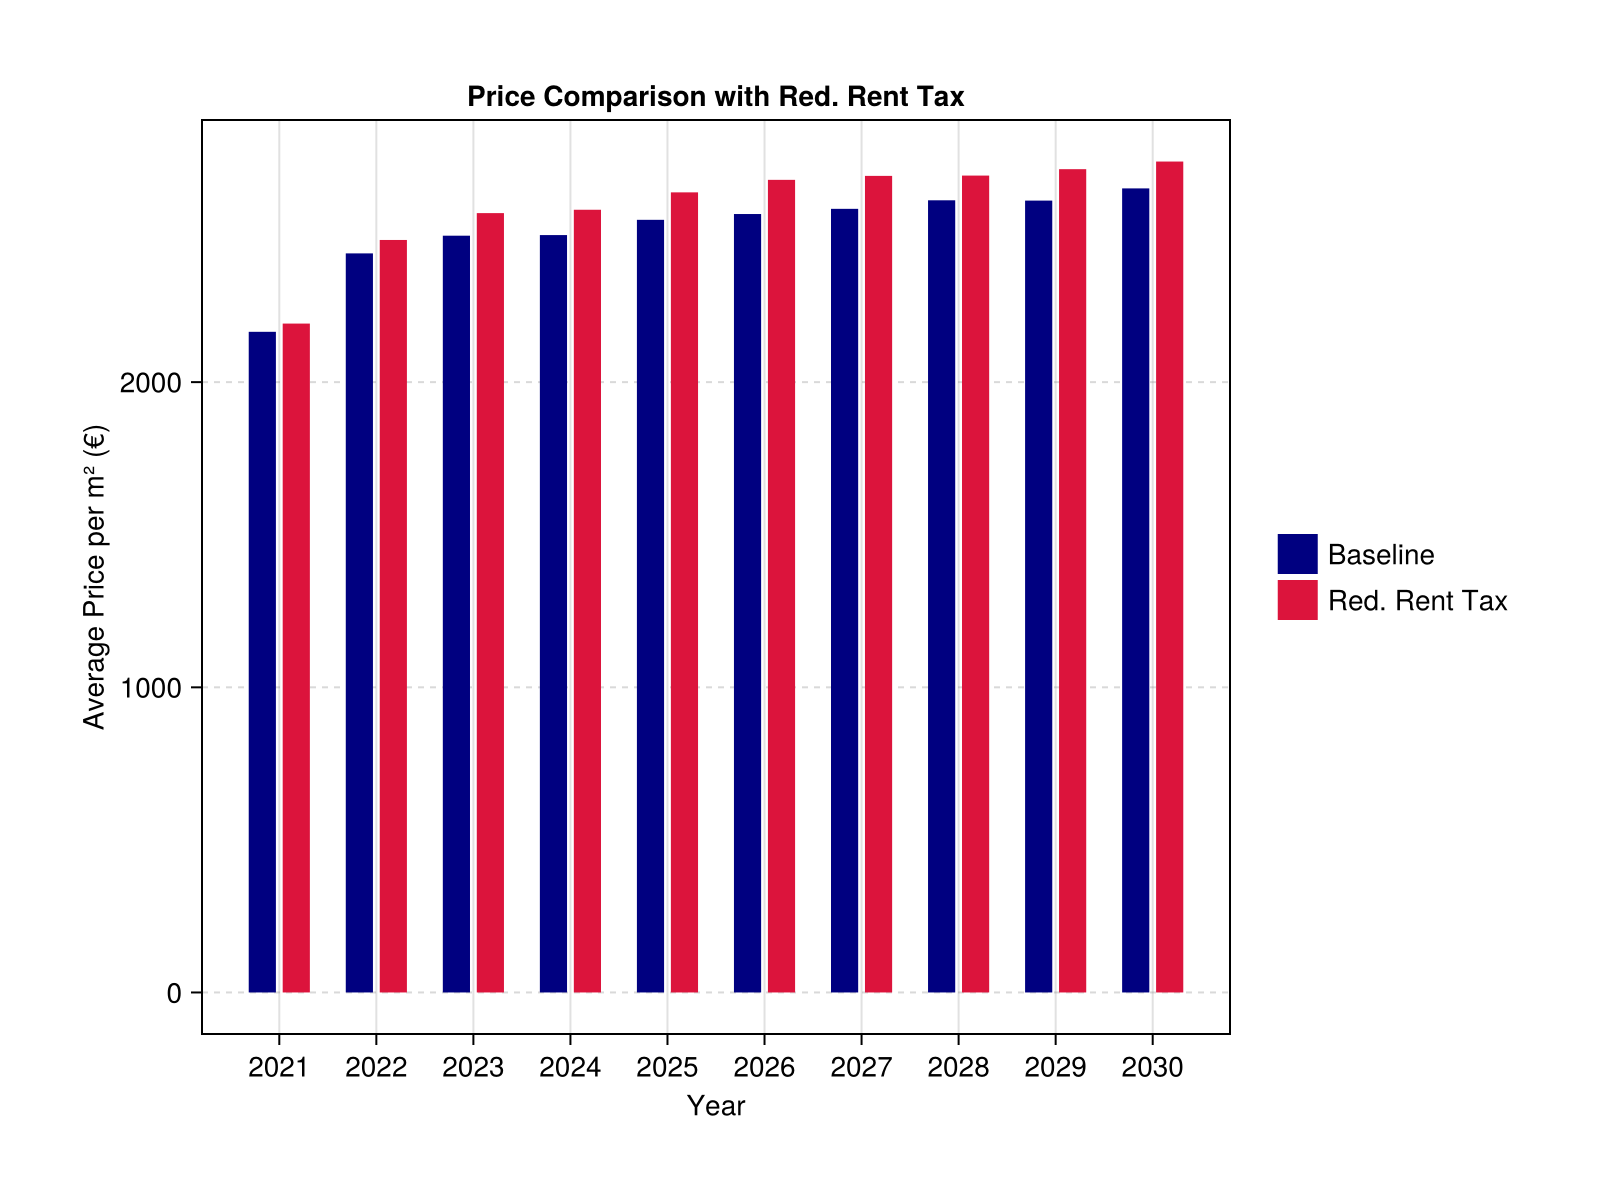 Price Comparison with Red. Rent Tax
Average Price per m² (€)
2000
1000
0
2021 2022 2023 2024 2025 2026 2027 2028 2029 2030
Year
Baseline
Red. Rent Tax